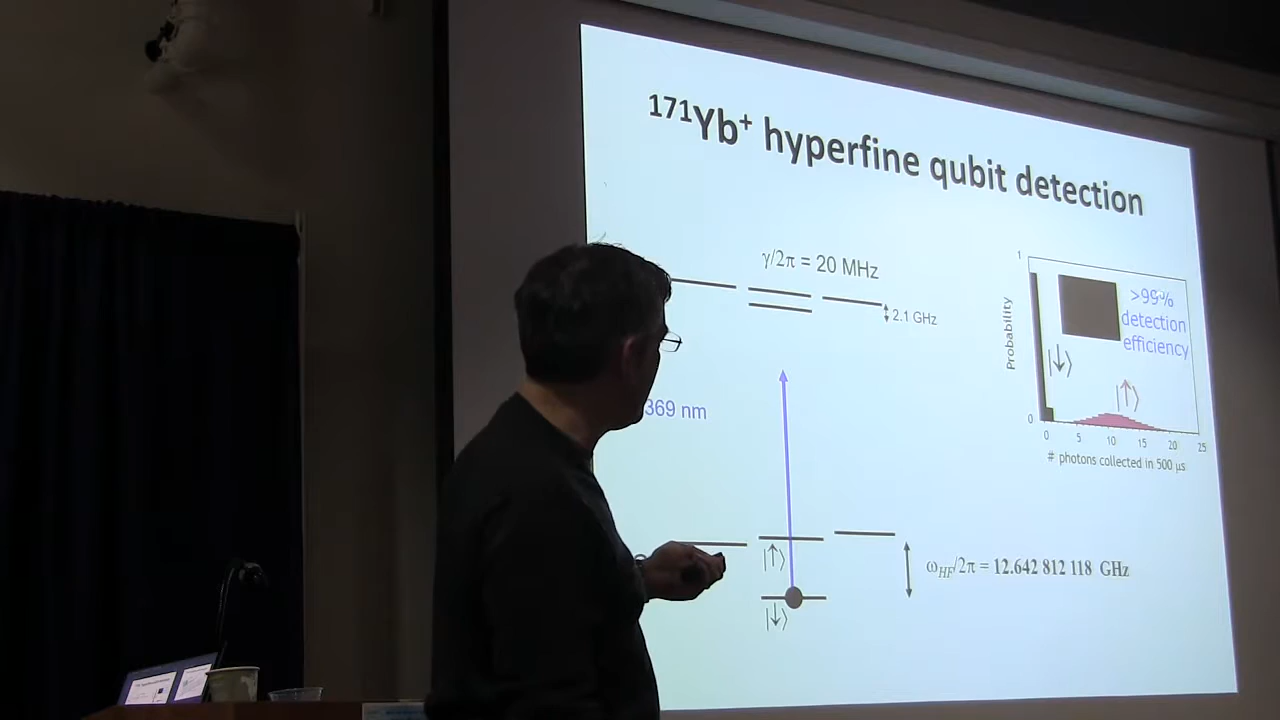 ¹⁷¹Yb⁺ hyperfine qubit detection
γ/2π = 20 MHz
2.1 GHz
369 nm
|↑⟩
|↓⟩
ω_HF/2π = 12.642 812 118 GHz
1
>99%
detection
efficiency
Probability
|↓⟩
|↑⟩
0
0 5 10 15 20 25
# photons collected in 500 μs